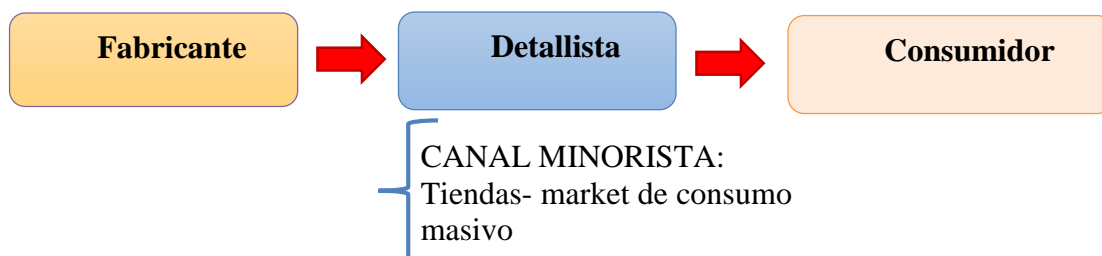 Fabricante
Detallista
Consumidor
CANAL MINORISTA:
Tiendas- market de consumo
masivo